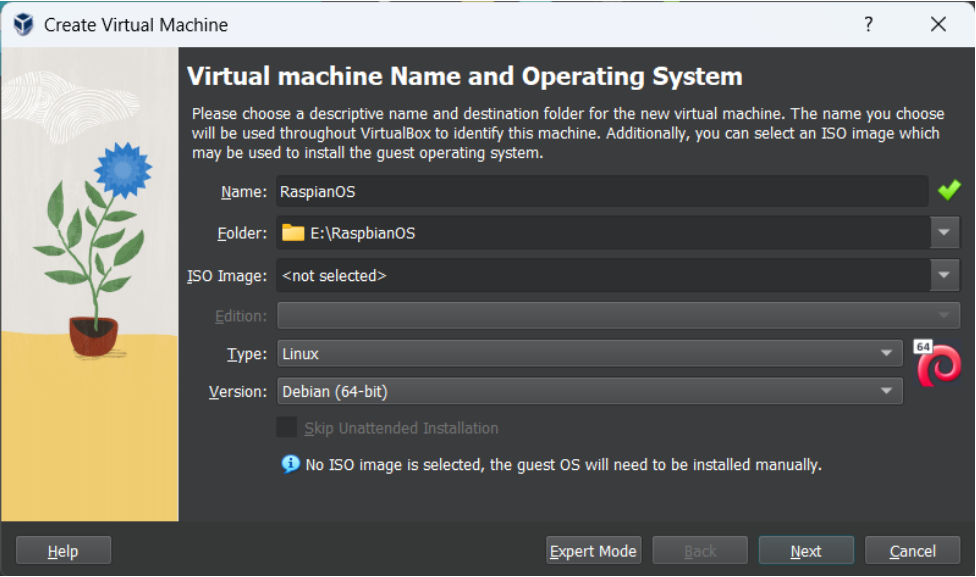 Create Virtual Machine
?
Virtual machine Name and Operating System
Please choose a descriptive name and destination folder for the new virtual machine. The name you choose
will be used throughout VirtualBox to identify this machine. Additionally, you can select an ISO image which
may be used to install the guest operating system.
Name: RaspianOS
Folder: E:\RaspbianOS
ISO Image: <not selected>
Edition:
Type: Linux
64
Version: Debian (64-bit)
Skip Unattended Installation
No ISO image is selected, the guest OS will need to be installed manually.
Help Expert Mode Back Next Cancel